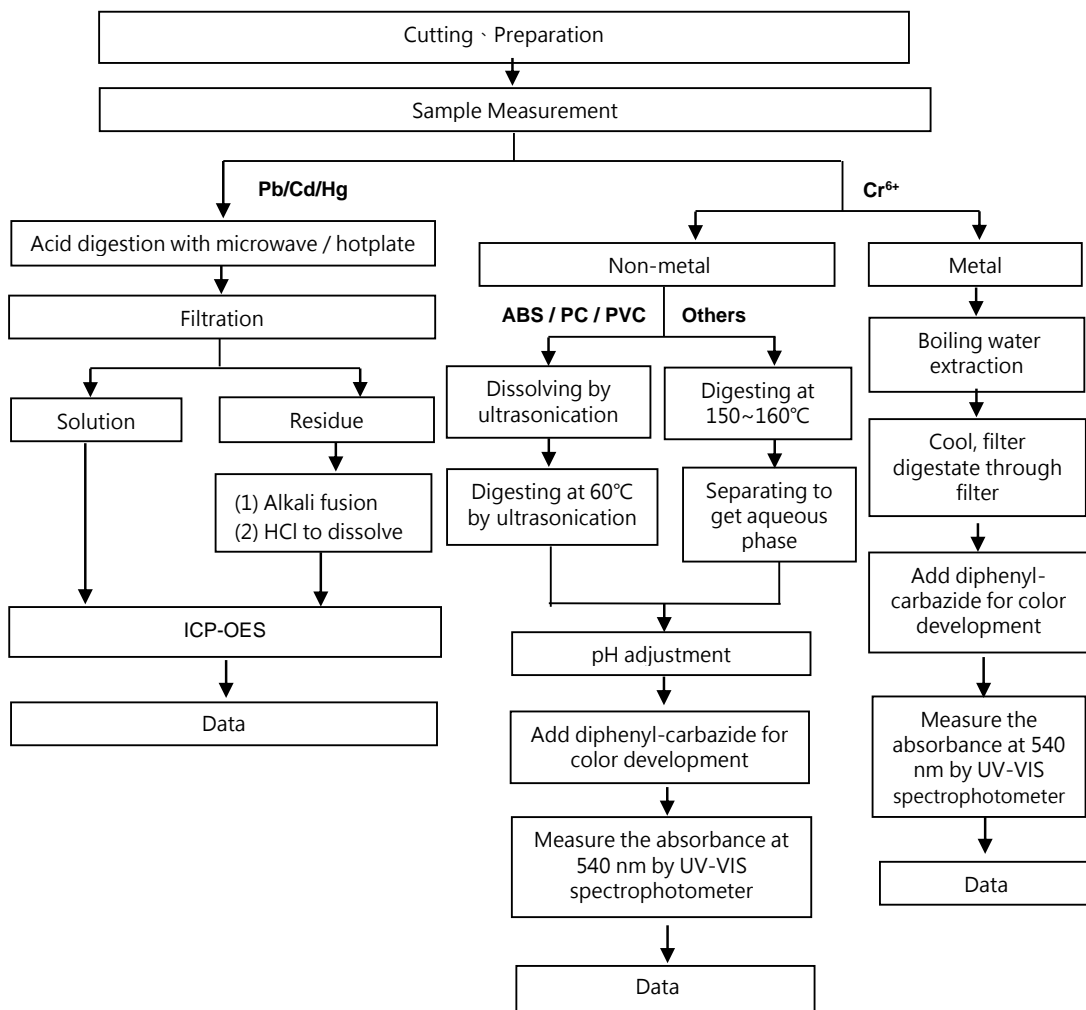 Cutting、Preparation
Sample Measurement
Pb/Cd/Hg
Acid digestion with microwave / hotplate
Filtration
Solution
Residue
(1) Alkali fusion
(2) HCl to dissolve
ICP-OES
Data
Cr⁶⁺
Non-metal
ABS / PC / PVC
Others
Dissolving by
ultrasonication
Digesting at 60℃
by ultrasonication
Digesting at
150~160℃
Separating to
get aqueous
phase
pH adjustment
Add diphenyl-carbazide for
color development
Measure the absorbance at
540 nm by UV-VIS
spectrophotometer
Data
Metal
Boiling water
extraction
Cool, filter
digestate through
filter
Add diphenyl-
carbazide for color
development
Measure the
absorbance at 540
nm by UV-VIS
spectrophotometer
Data